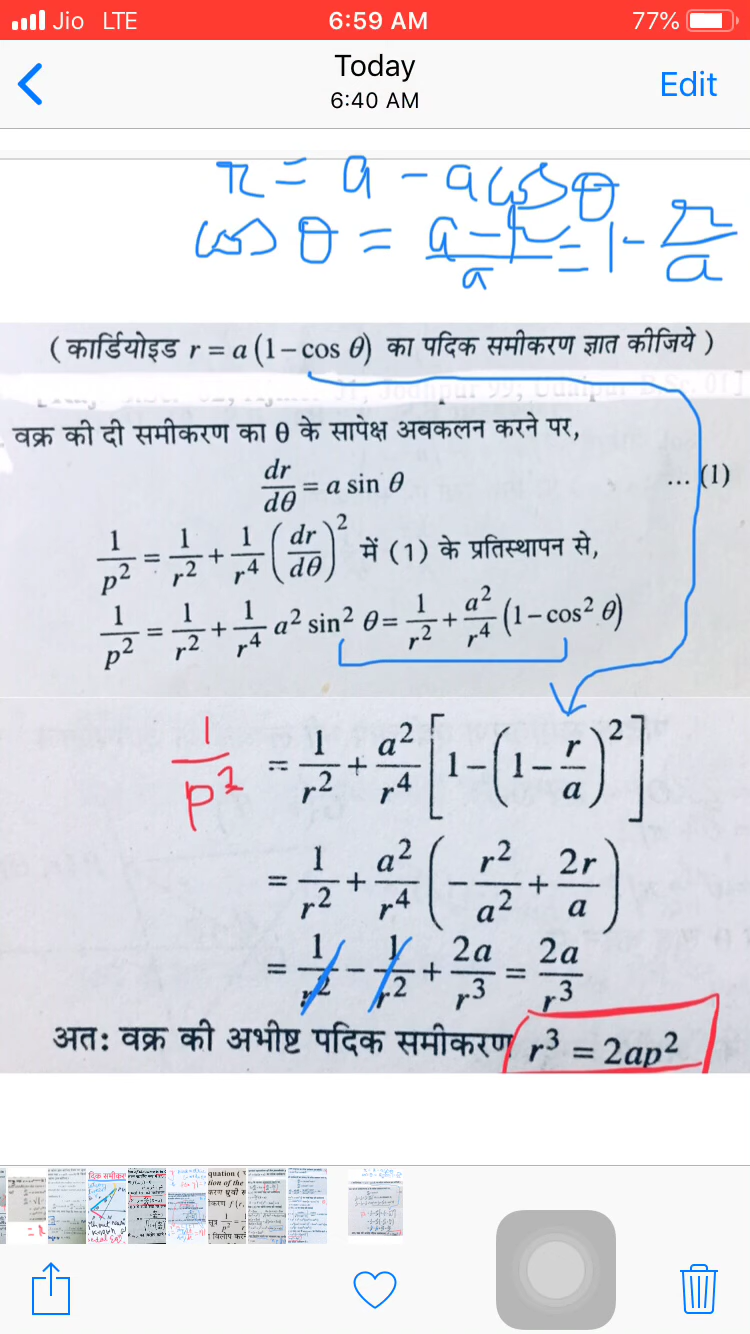 Jio LTE 6:59 AM 77%
Today
6:40 AM
Edit
r = a - a cos θ
cos θ = (a-r)/a = 1 - r/a
( कार्डियोइड r = a (1 – cos θ) का पदिक समीकरण ज्ञात कीजिये )
वक्र की दी समीकरण का θ के सापेक्ष अवकलन करने पर,
dr/dθ = a sin θ ... (1)
1/p² = 1/r² + 1/r⁴ (dr/dθ)² में (1) के प्रतिस्थापन से,
1/p² = 1/r² + 1/r⁴ a² sin² θ = 1/r² + a²/r⁴ (1 – cos² θ)
1/p² = 1/r² + a²/r⁴ [1 – (1 – r/a)²]
= 1/r² + a²/r⁴ (– r²/a² + 2r/a)
= 1/r² – 1/r² + 2a/r³ = 2a/r³
अतः वक्र की अभीष्ट पदिक समीकरण r³ = 2ap²